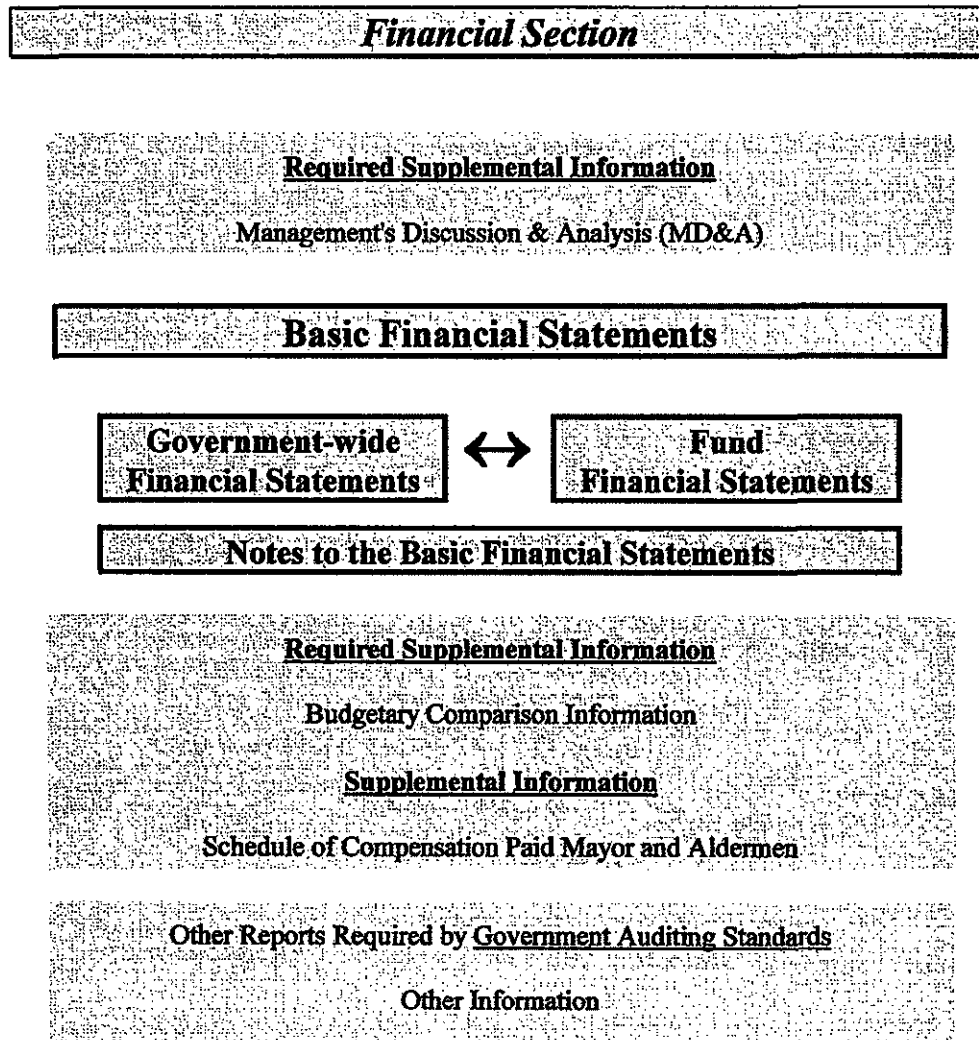 Financial Section
Required Supplemental Information
Management's Discussion & Analysis (MD&A)
Basic Financial Statements
Government-wide
Financial Statements
Fund
Financial Statements
Notes to the Basic Financial Statements
Required Supplemental Information
Budgetary Comparison Information
Supplemental Information
Schedule of Compensation Paid Mayor and Aldermen
Other Reports Required by Government Auditing Standards
Other Information